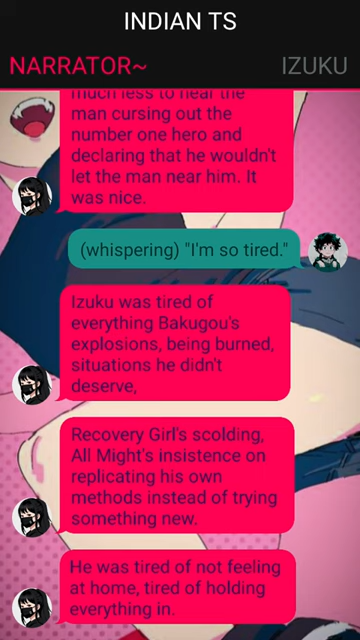 INDIAN TS
NARRATOR~
IZUKU
much less to hear the
man cursing out the
number one hero and
declaring that he wouldn't
let the man near him. It
was nice.
(whispering) "I'm so tired."
Izuku was tired of
everything Bakugou's
explosions, being burned,
situations he didn't
deserve,
Recovery Girl's scolding,
All Might's insistence on
replicating his own
methods instead of trying
something new.
He was tired of not feeling
at home, tired of holding
everything in.